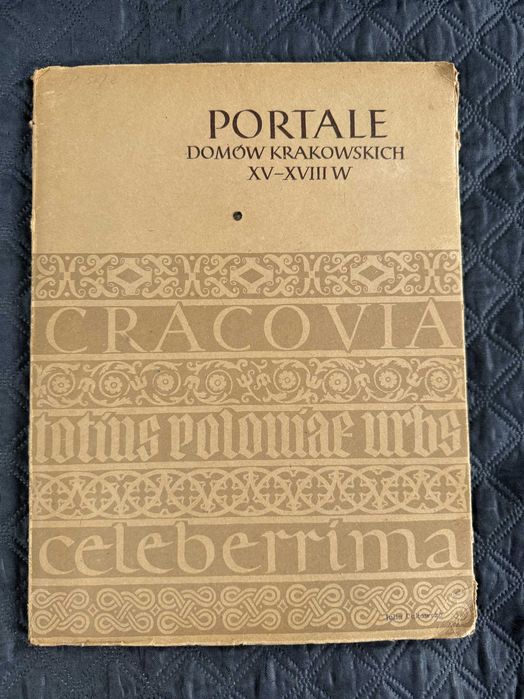 PORTALE
DOMÓW KRAKOWSKICH
XV–XVIII W
CRACOVIA
totius poloniae urbs
celeberrima